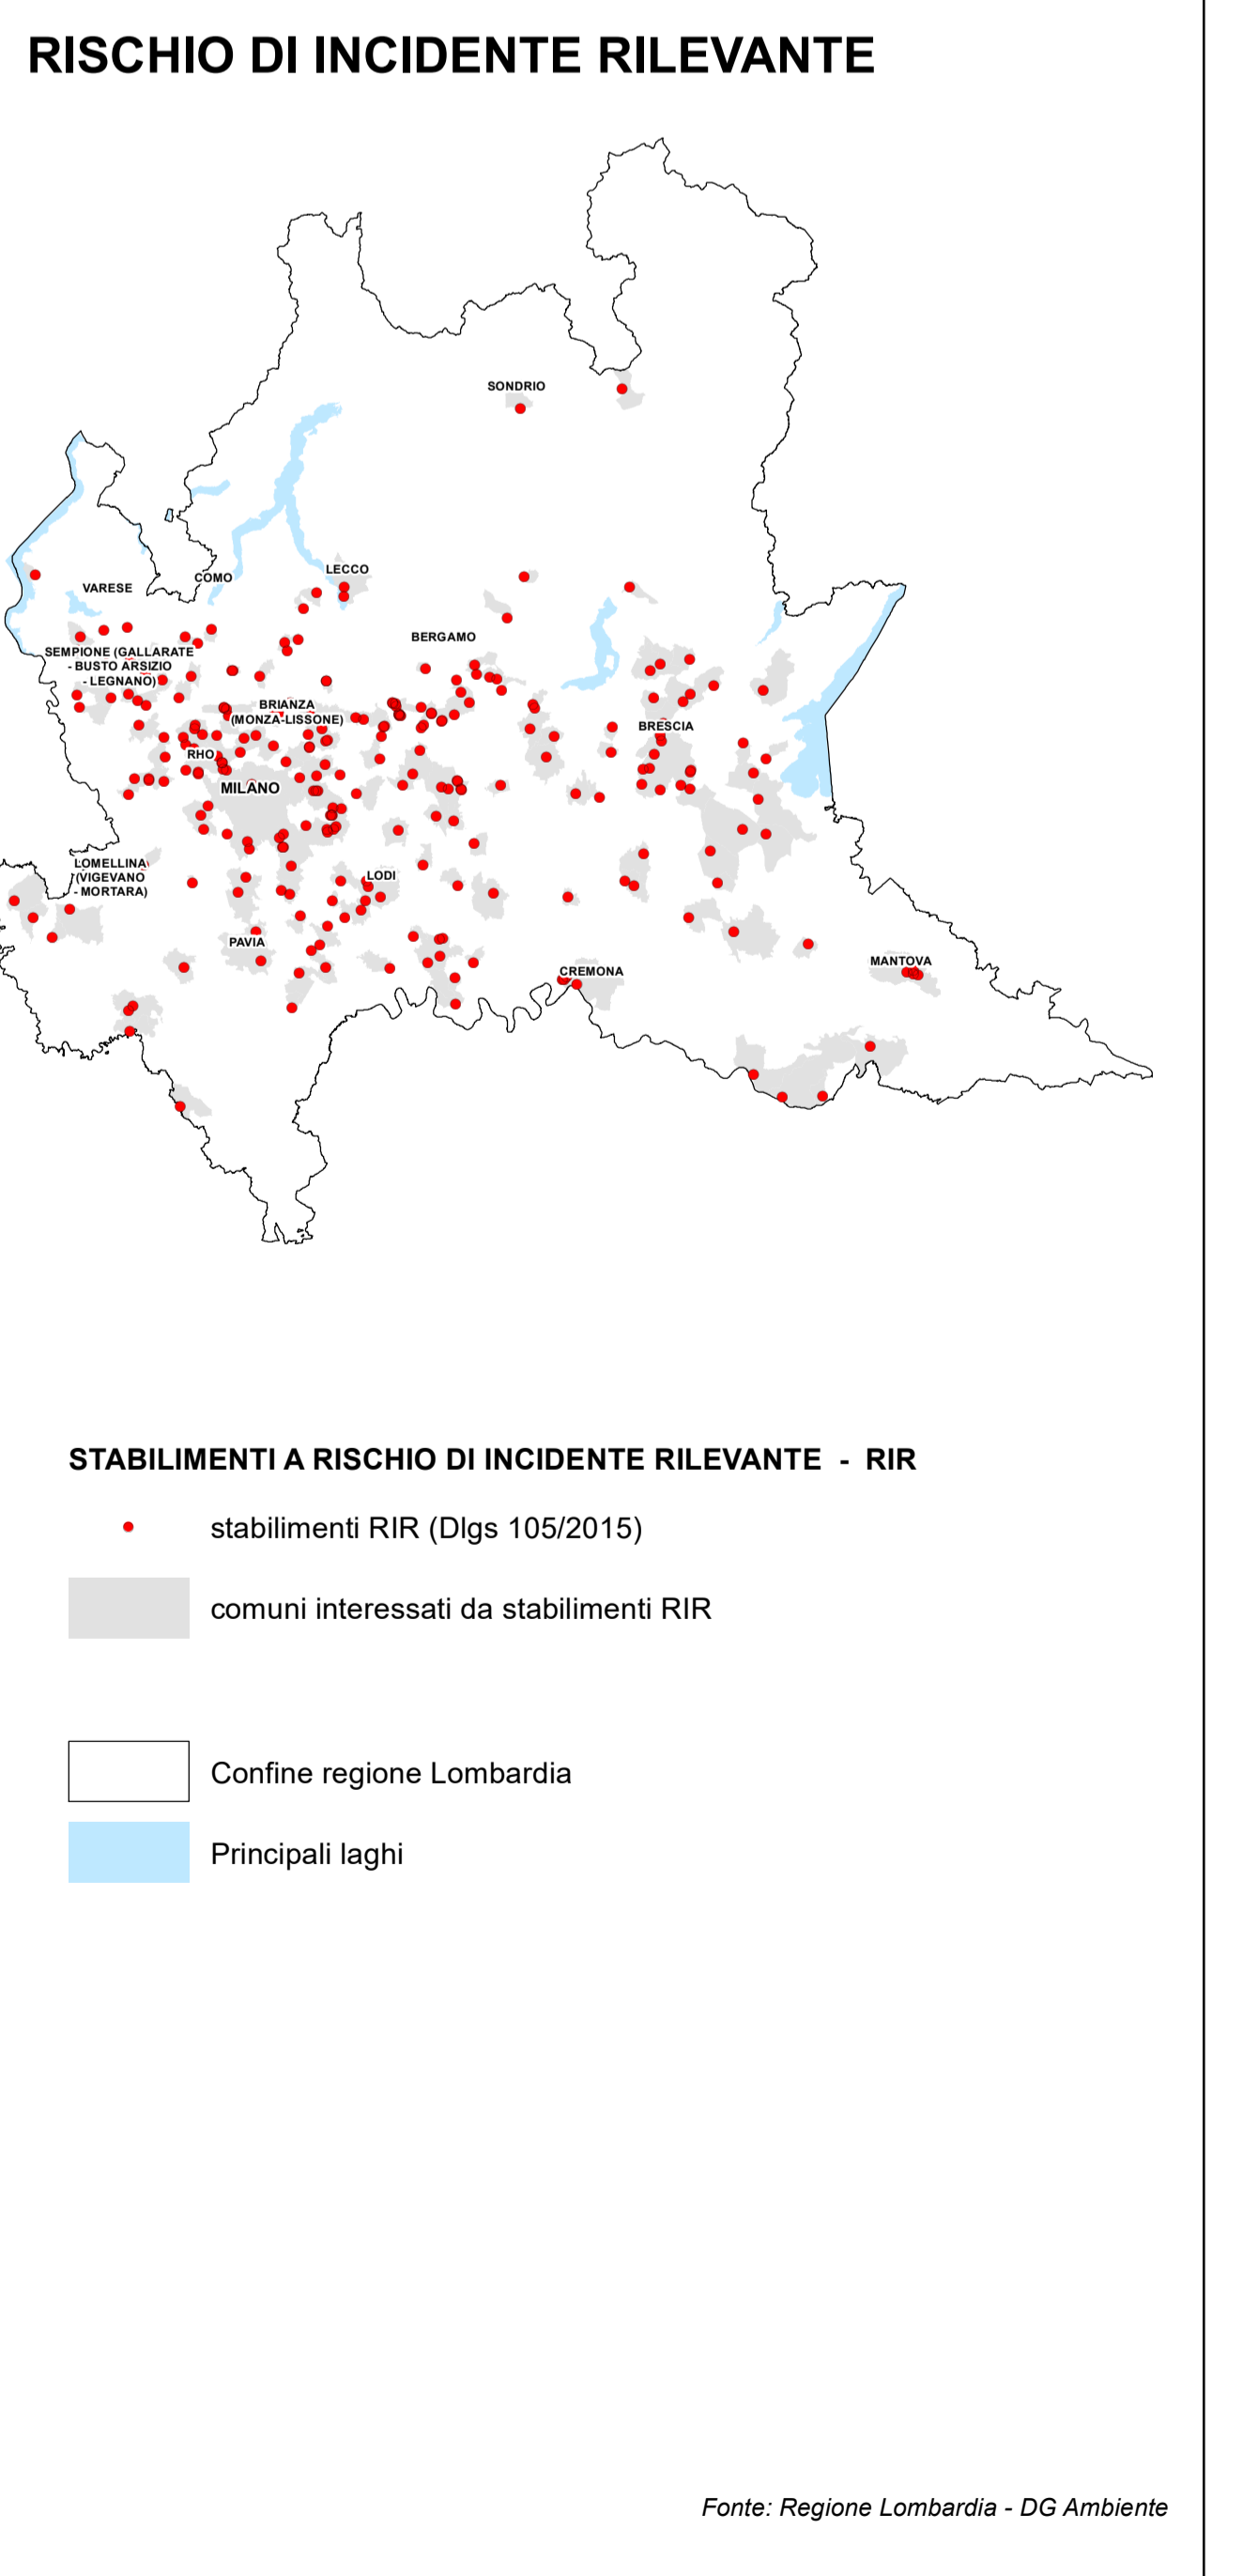 RISCHIO DI INCIDENTE RILEVANTE
SONDRIO
LECCO
COMO
VARESE
BERGAMO
SEMPIONE (GALLARATE
- BUSTO ARSIZIO
- LEGNANO)
BRIANZA
(MONZA-LISSONE)
BRESCIA
RHO
MILANO
LOMELLINA
(VIGEVANO
- MORTARA)
LODI
PAVIA
CREMONA
MANTOVA
STABILIMENTI A RISCHIO DI INCIDENTE RILEVANTE - RIR
stabilimenti RIR (Dlgs 105/2015)
comuni interessati da stabilimenti RIR
Confine regione Lombardia
Principali laghi
Fonte: Regione Lombardia - DG Ambiente